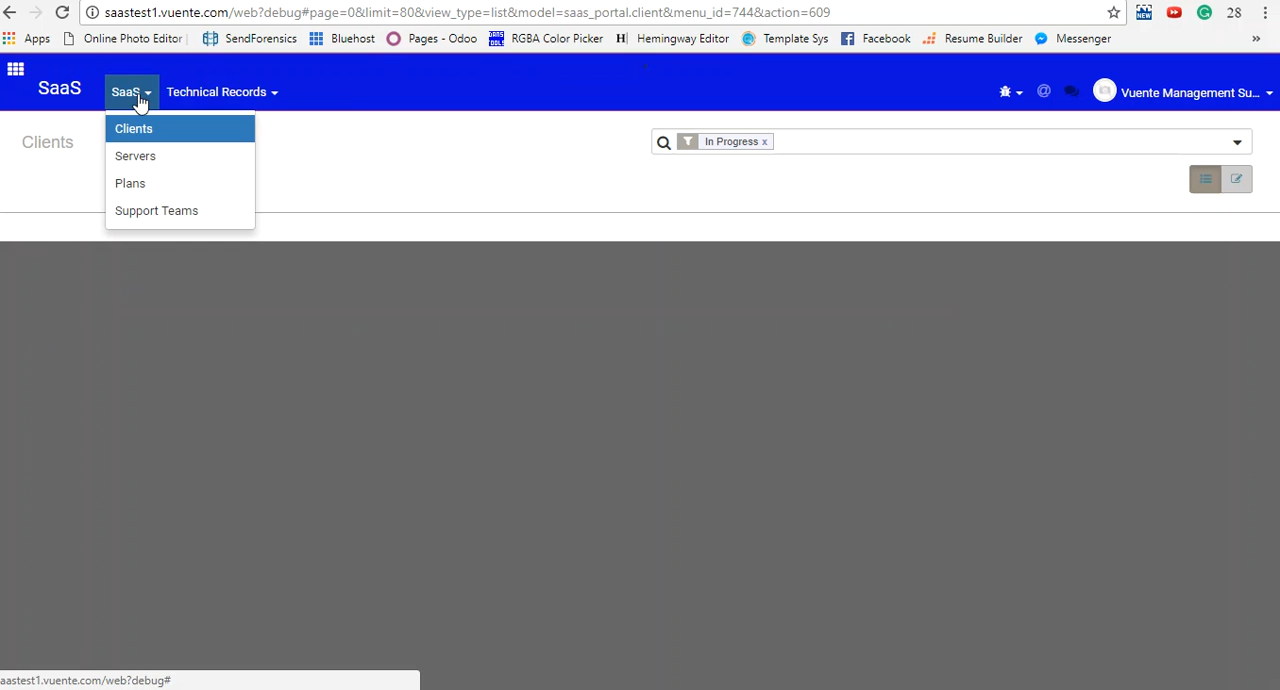 saastest1.vuente.com/web?debug#page=0&limit=80&view_type=list&model=saas_portal.client&menu_id=744&action=609
NEW 28
Apps Online Photo Editor SendForensics Bluehost Pages - Odoo RGBA Color Picker H Hemingway Editor Template Sys Facebook Resume Builder Messenger »
SaaS SaaS Technical Records @ Vuente Management Su...
Clients
Servers
Plans
Support Teams
Clients
In Progress x
aastest1.vuente.com/web?debug#